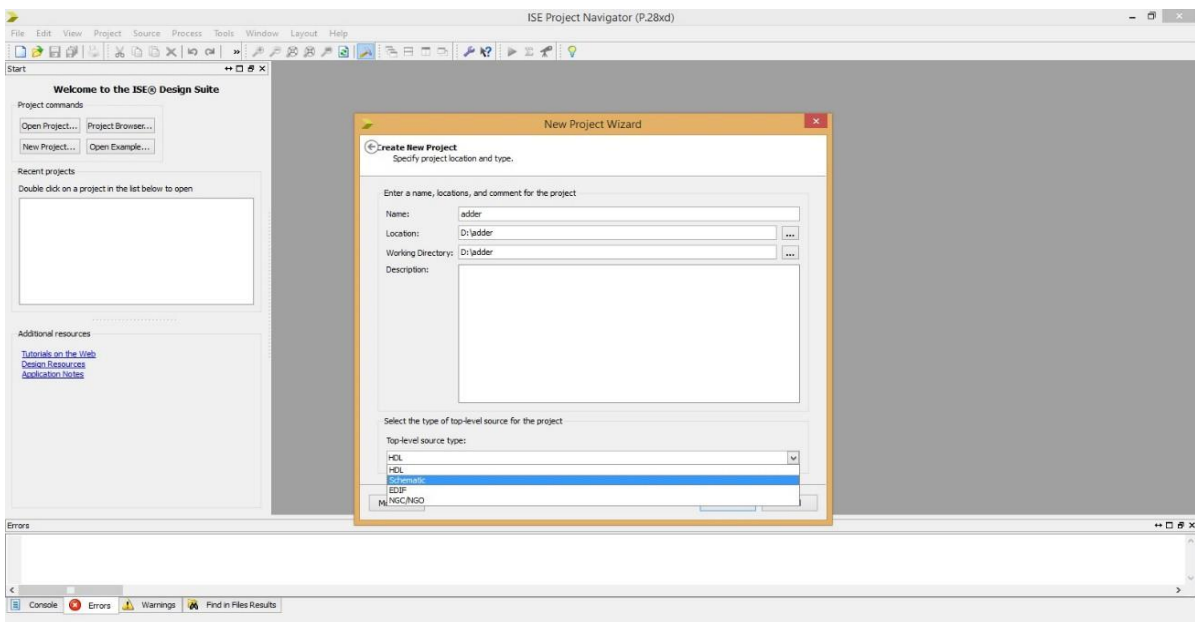 ISE Project Navigator (P.28xd)
File Edit View Project Source Process Tools Window Layout Help
Start
Welcome to the ISE® Design Suite
Project commands
Open Project... Project Browser...
New Project... Open Example...
Recent projects
Double click on a project in the list below to open
Additional resources
Tutorials on the Web
Design Resources
Application Notes
New Project Wizard
Create New Project
Specify project location and type.
Enter a name, locations, and comment for the project
Name: adder
Location: D:\adder ...
Working Directory: D:\adder ...
Description:
Select the type of top-level source for the project
Top-level source type:
HDL
HDL
Schematic
EDIF
NGC/NGO
Errors
Console Errors Warnings Find in Files Results